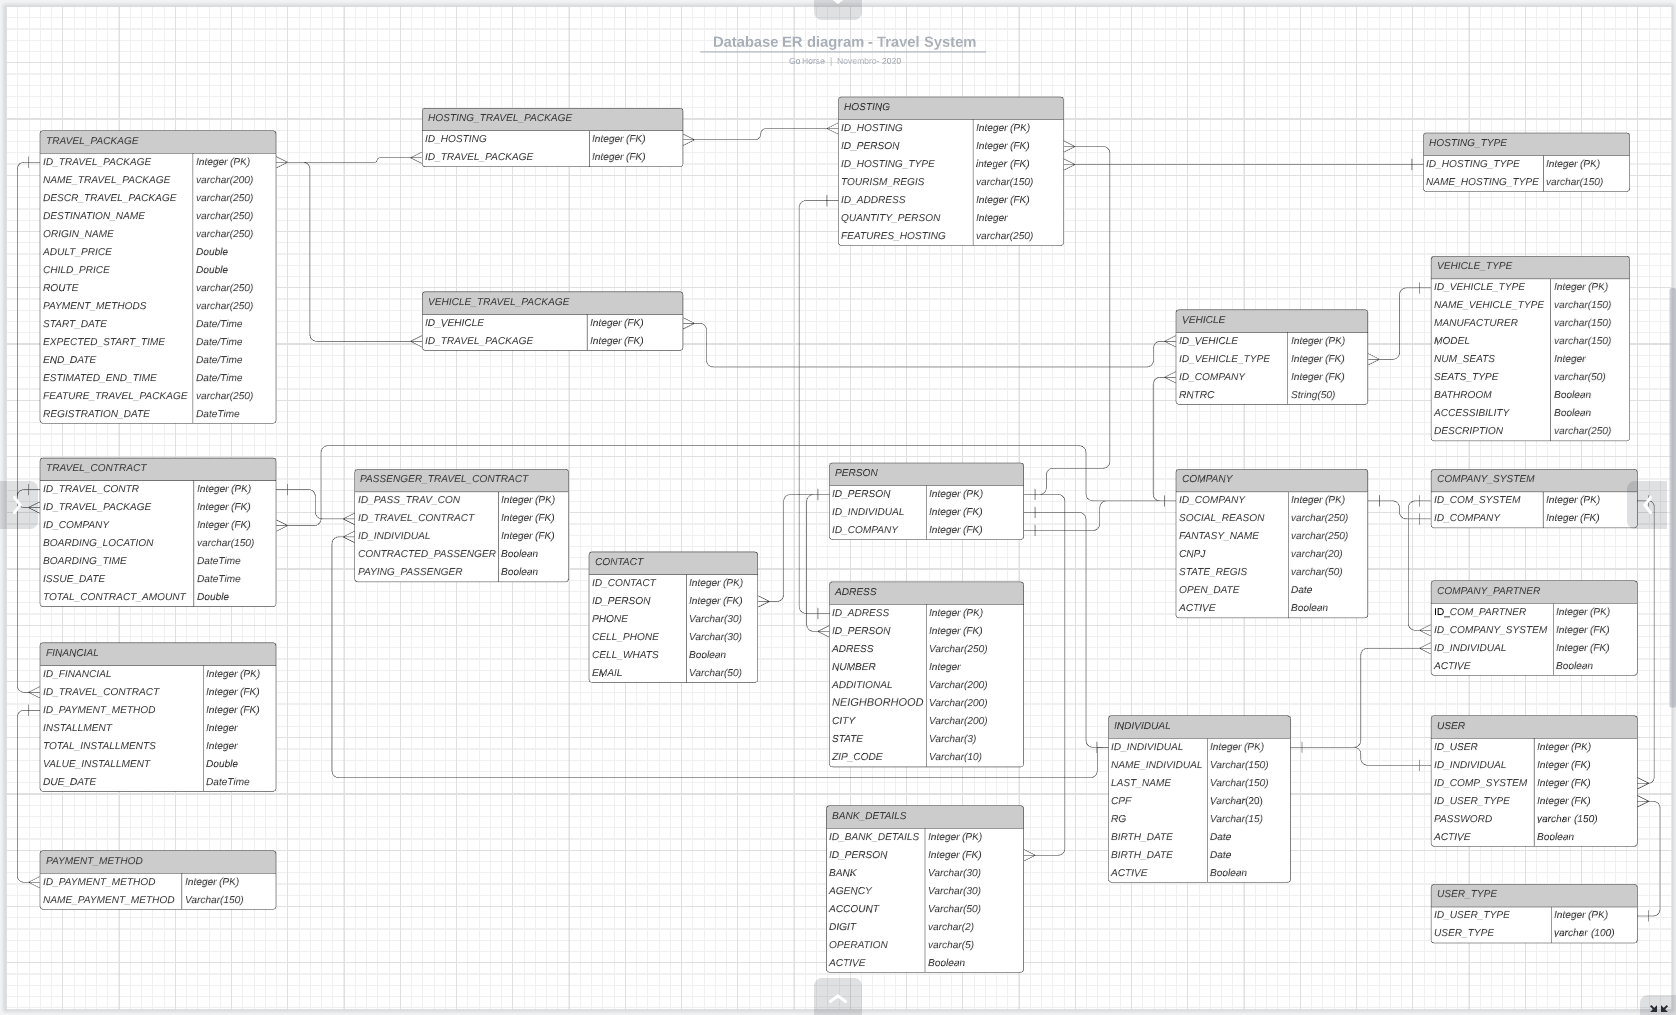 Database ER diagram - Travel System
Go Horse | Novembro- 2020
TRAVEL_PACKAGE
ID_TRAVEL_PACKAGE Integer (PK)
NAME_TRAVEL_PACKAGE varchar(200)
DESCR_TRAVEL_PACKAGE varchar(250)
DESTINATION_NAME varchar(250)
ORIGIN_NAME varchar(250)
ADULT_PRICE Double
CHILD_PRICE Double
ROUTE varchar(250)
PAYMENT_METHODS varchar(250)
START_DATE Date/Time
EXPECTED_START_TIME Date/Time
END_DATE Date/Time
ESTIMATED_END_TIME Date/Time
FEATURE_TRAVEL_PACKAGE varchar(250)
REGISTRATION_DATE DateTime
HOSTING_TRAVEL_PACKAGE
ID_HOSTING Integer (FK)
ID_TRAVEL_PACKAGE Integer (FK)
HOSTING
ID_HOSTING Integer (PK)
ID_PERSON Integer (FK)
ID_HOSTING_TYPE integer (FK)
TOURISM_REGIS varchar(150)
ID_ADDRESS Integer (FK)
QUANTITY_PERSON Integer
FEATURES_HOSTING varchar(250)
HOSTING_TYPE
ID_HOSTING_TYPE Integer (PK)
NAME_HOSTING_TYPE varchar(150)
VEHICLE_TRAVEL_PACKAGE
ID_VEHICLE Integer (FK)
ID_TRAVEL_PACKAGE Integer (FK)
VEHICLE
ID_VEHICLE Integer (PK)
ID_VEHICLE_TYPE Integer (FK)
ID_COMPANY Integer (FK)
RNTRC String(50)
VEHICLE_TYPE
ID_VEHICLE_TYPE Integer (PK)
NAME_VEHICLE_TYPE varchar(150)
MANUFACTURER varchar(150)
MODEL varchar(150)
NUM_SEATS Integer
SEATS_TYPE varchar(50)
BATHROOM Boolean
ACCESSIBILITY Boolean
DESCRIPTION varchar(250)
TRAVEL_CONTRACT
ID_TRAVEL_CONTR Integer (PK)
ID_TRAVEL_PACKAGE Integer (FK)
ID_COMPANY Integer (FK)
BOARDING_LOCATION varchar(150)
BOARDING_TIME DateTime
ISSUE_DATE DateTime
TOTAL_CONTRACT_AMOUNT Double
PASSENGER_TRAVEL_CONTRACT
ID_PASS_TRAV_CON Integer (PK)
ID_TRAVEL_CONTRACT Integer (FK)
ID_INDIVIDUAL Integer (FK)
CONTRACTED_PASSENGER Boolean
PAYING_PASSENGER Boolean
CONTACT
ID_CONTACT Integer (PK)
ID_PERSON Integer (FK)
PHONE Varchar(30)
CELL_PHONE Varchar(30)
CELL_WHATS Boolean
EMAIL Varchar(50)
PERSON
ID_PERSON Integer (PK)
ID_INDIVIDUAL Integer (FK)
ID_COMPANY Integer (FK)
COMPANY
ID_COMPANY Integer (PK)
SOCIAL_REASON varchar(250)
FANTASY_NAME varchar(250)
CNPJ varchar(20)
STATE_REGIS varchar(50)
OPEN_DATE Date
ACTIVE Boolean
COMPANY_SYSTEM
ID_COM_SYSTEM Integer (PK)
ID_COMPANY Integer (FK)
COMPANY_PARTNER
ID_COM_PARTNER Integer (PK)
ID_COMPANY_SYSTEM Integer (FK)
ID_INDIVIDUAL Integer (FK)
ACTIVE Boolean
ADRESS
ID_ADRESS Integer (PK)
ID_PERSON Integer (FK)
ADRESS Varchar(250)
NUMBER Integer
ADDITIONAL Varchar(200)
NEIGHBORHOOD Varchar(200)
CITY Varchar(200)
STATE Varchar(3)
ZIP_CODE Varchar(10)
FINANCIAL
ID_FINANCIAL Integer (PK)
ID_TRAVEL_CONTRACT Integer (FK)
ID_PAYMENT_METHOD Integer (FK)
INSTALLMENT Integer
TOTAL_INSTALLMENTS Integer
VALUE_INSTALLMENT Double
DUE_DATE DateTime
INDIVIDUAL
ID_INDIVIDUAL Integer (PK)
NAME_INDIVIDUAL Varchar(150)
LAST_NAME Varchar(150)
CPF Varchar(20)
RG Varchar(15)
BIRTH_DATE Date
BIRTH_DATE Date
ACTIVE Boolean
USER
ID_USER Integer (PK)
ID_INDIVIDUAL Integer (FK)
ID_COMP_SYSTEM Integer (FK)
ID_USER_TYPE Integer (FK)
PASSWORD varcher (150)
ACTIVE Boolean
BANK_DETAILS
ID_BANK_DETAILS Integer (PK)
ID_PERSON Integer (FK)
BANK Varchar(30)
AGENCY Varchar(30)
ACCOUNT Varchar(50)
DIGIT varchar(2)
OPERATION varchar(5)
ACTIVE Boolean
PAYMENT_METHOD
ID_PAYMENT_METHOD Integer (PK)
NAME_PAYMENT_METHOD Varchar(150)
USER_TYPE
ID_USER_TYPE Integer (PK)
USER_TYPE varcher (100)